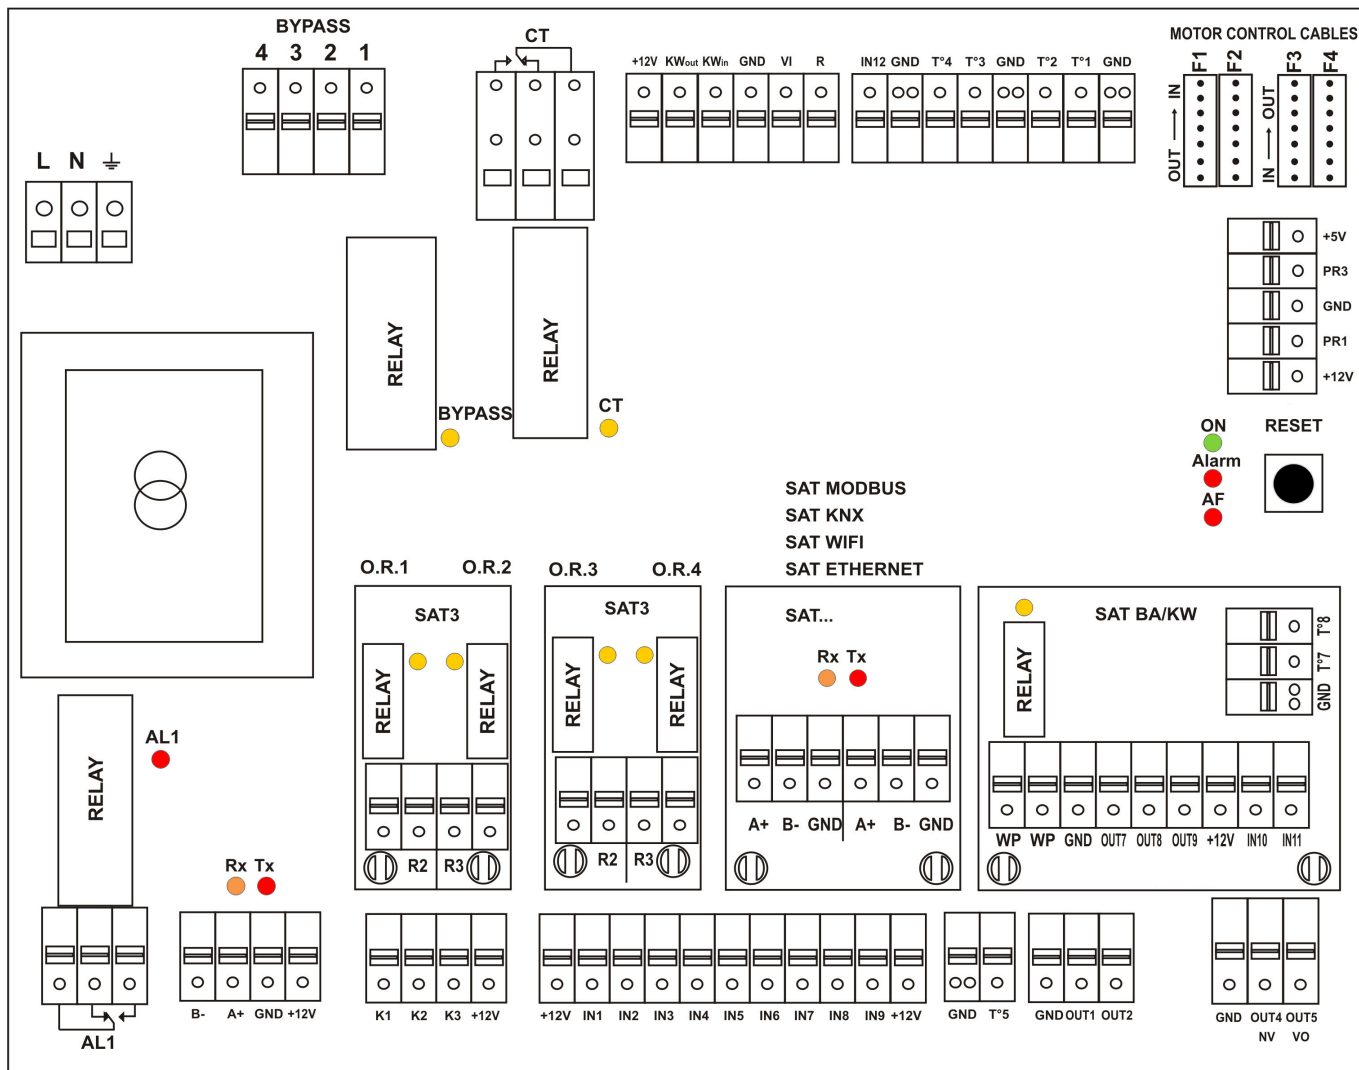 BYPASS
4 3 2 1
CT
+12V KWout KWin GND VI R
IN12 GND T°4 T°3 GND T°2 T°1 GND
MOTOR CONTROL CABLES
F1 F2 F3 F4
OUT → IN
IN → OUT
L N
+5V
PR3
GND
PR1
+12V
RELAY
BYPASS
RELAY
CT
ON
Alarm
AF
RESET
SAT MODBUS
SAT KNX
SAT WIFI
SAT ETHERNET
O.R.1 O.R.2
SAT3
RELAY RELAY
R2 R3
O.R.3 O.R.4
SAT3
RELAY RELAY
R2 R3
SAT...
Rx Tx
A+ B- GND A+ B- GND
SAT BA/KW
RELAY
T°8
T°7
GND
WP WP GND OUT7 OUT8 OUT9 +12V IN10 IN11
RELAY
AL1
Rx Tx
AL1
B- A+ GND +12V
K1 K2 K3 +12V
+12V IN1 IN2 IN3 IN4 IN5 IN6 IN7 IN8 IN9 +12V
GND T°5
GND OUT1 OUT2
GND OUT4 OUT5
NV VO